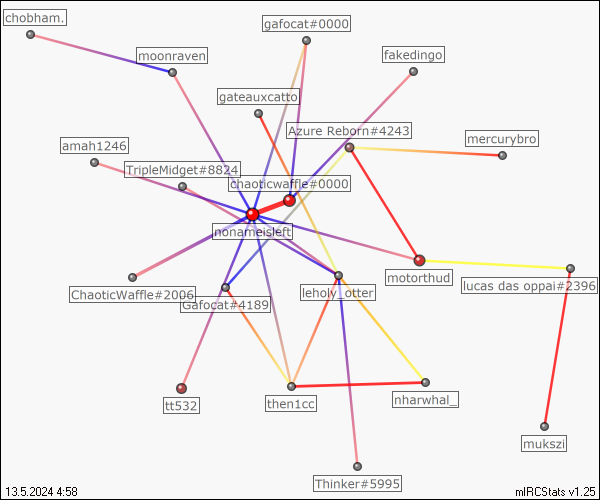 chobham.
gafocat#0000
moonraven
fakedingo
gateauxcatto
Azure Reborn#4243
mercurybro
amah1246
TripleMidget#8824
chaoticwaffle#0000
nonameisleft
motorthud
lucas das oppai#2396
leholy_otter
ChaoticWaffle#2006
Gafocat#4189
then1cc
nharwhal_
tt532
mukszi
Thinker#5995
13.5.2024 4:58
mIRCStats v1.25